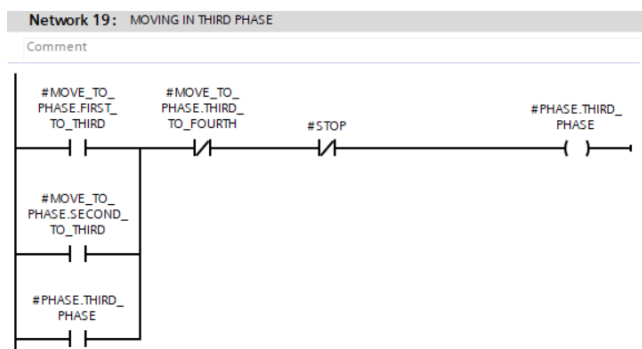 Network 19: MOVING IN THIRD PHASE
Comment
#MOVE_TO_
PHASE.FIRST_
TO_THIRD
#MOVE_TO_
PHASE.THIRD_
TO_FOURTH
#STOP
#PHASE.THIRD_
PHASE
#MOVE_TO_
PHASE.SECOND_
TO_THIRD
#PHASE.THIRD_
PHASE